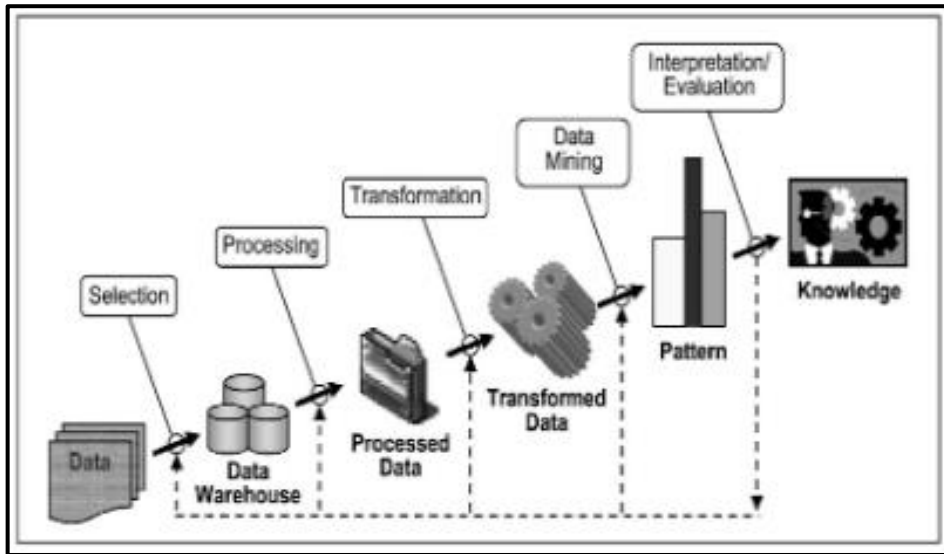 Interpretation/
Evaluation
Data
Mining
Transformation
Processing
Selection
Knowledge
Pattern
Transformed
Data
Processed
Data
Data
Warehouse
Data